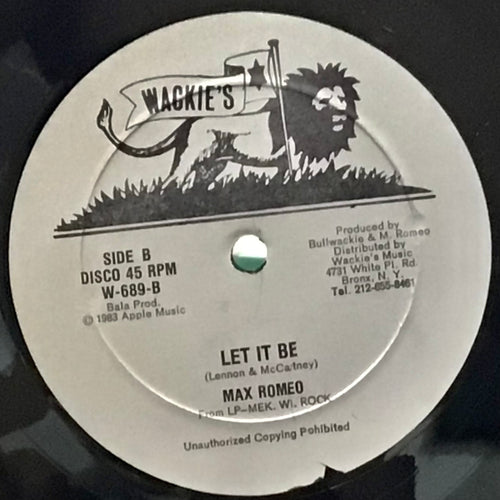 WACKIE'S
SIDE B
DISCO 45 RPM
W-689-B
Bala Prod.
© 1983 Apple Music
Produced by
Bullwackie & M. Romeo
Distributed by
Wackie's Music
4731 White Pl. Rd.
Bronx, N. Y.
Tel. 212-655-8461
LET IT BE
(Lennon & McCartney)
MAX ROMEO
From LP-MEK. WI. ROCK
Unauthorized Copying Pohibited